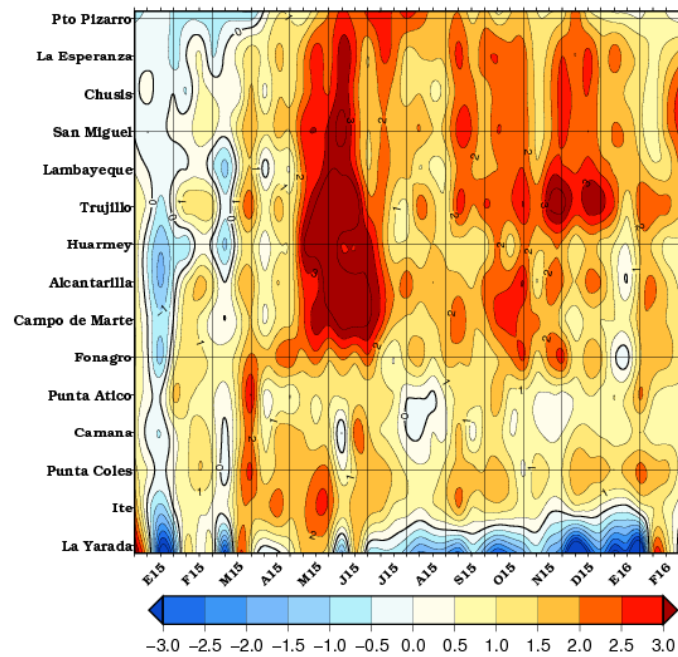 Pto Pizarro
La Esperanza
Chusis
San Miguel
Lambayeque
Trujillo
Huarmey
Alcantarilla
Campo de Marte
Fonagro
Punta Atico
Camana
Punta Coles
Ite
La Yarada
E15 F15 M15 A15 M15 J15 J15 A15 S15 O15 N15 D15 E16 F16
−3.0 −2.5 −2.0 −1.5 −1.0 −0.5 0.0 0.5 1.0 1.5 2.0 2.5 3.0